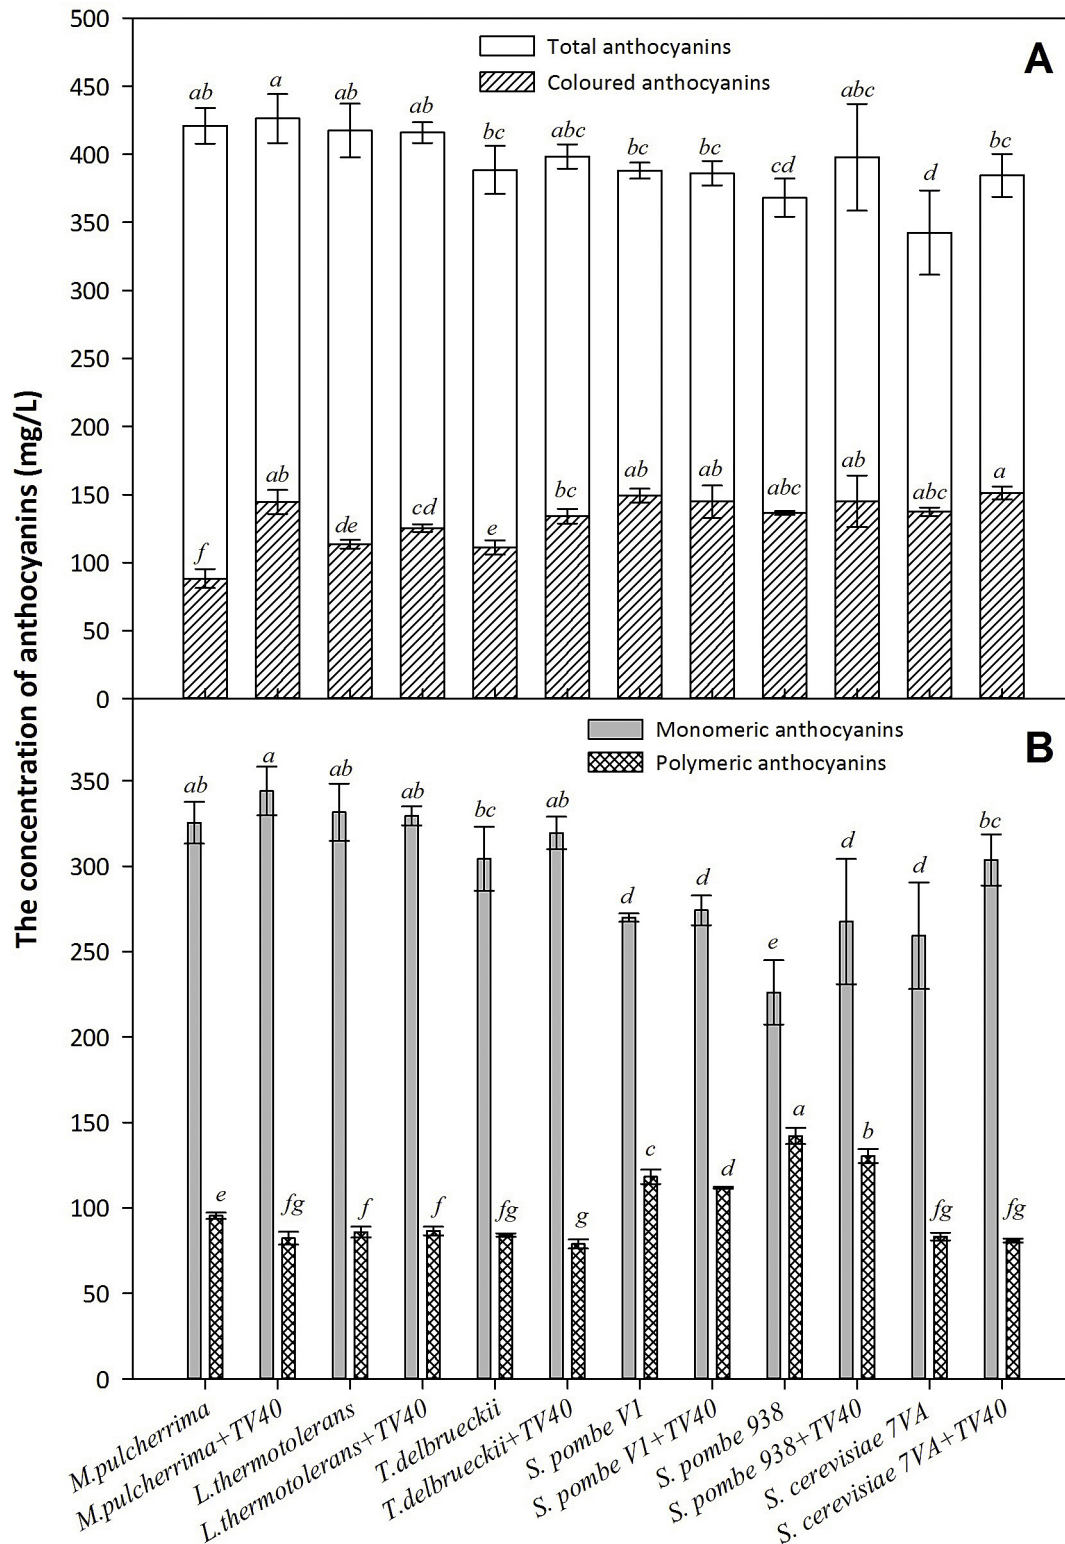 The concentration of anthocyanins (mg/L)
A
Total anthocyanins
Coloured anthocyanins
500
450
400
350
300
250
200
150
100
50
0
ab a ab ab bc abc bc bc cd abc d bc
f ab de cd e bc ab ab abc ab abc a
B
Monomeric anthocyanins
Polymeric anthocyanins
350
300
250
200
150
100
50
0
ab a ab ab bc ab d d e d d bc
e fg f f fg g c d a b fg fg
M.pulcherrima
M.pulcherrima+TV40
L.thermotolerans
L.thermotolerans+TV40
T.delbrueckii
T.delbrueckii+TV40
S. pombe V1
S. pombe V1+TV40
S. pombe 938
S. pombe 938+TV40
S. cerevisiae 7VA
S. cerevisiae 7VA+TV40